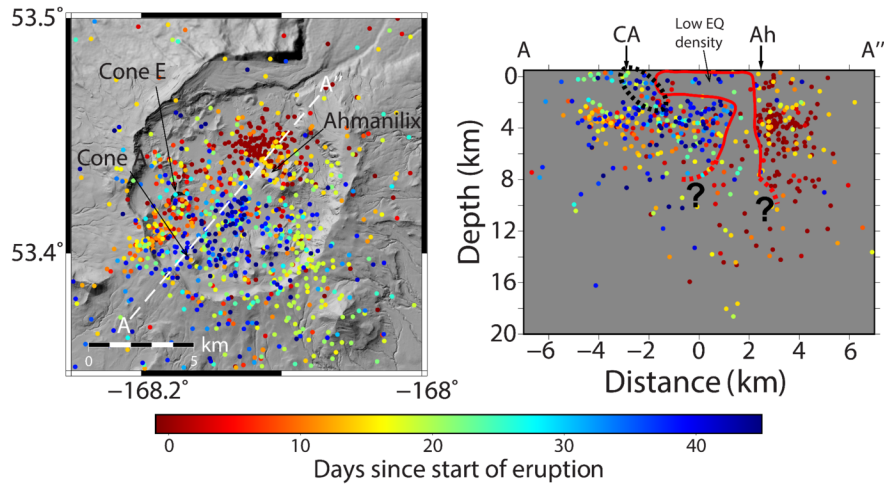 53.5°
Cone E
A''
Ahmanilix
Cone A
53.4°
A
km
0
5
−168.2°
−168°
Low EQ
density
A
CA
Ah
A''
0
4
8
12
16
20
Depth (km)
?
?
−6
−4
−2
0
2
4
6
Distance (km)
0
10
20
30
40
Days since start of eruption